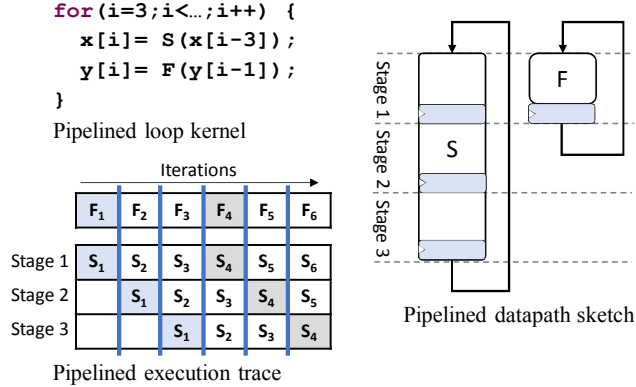 for(i=3;i<…;i++) {
x[i]= S(x[i-3]);
y[i]= F(y[i-1]);
}
Pipelined loop kernel
Iterations
F₁ F₂ F₃ F₄ F₅ F₆
Stage 1 S₁ S₂ S₃ S₄ S₅ S₆
Stage 2 S₁ S₂ S₃ S₄ S₅
Stage 3 S₁ S₂ S₃ S₄
Pipelined execution trace
Stage 1
Stage 2
Stage 3
S
F
Pipelined datapath sketch